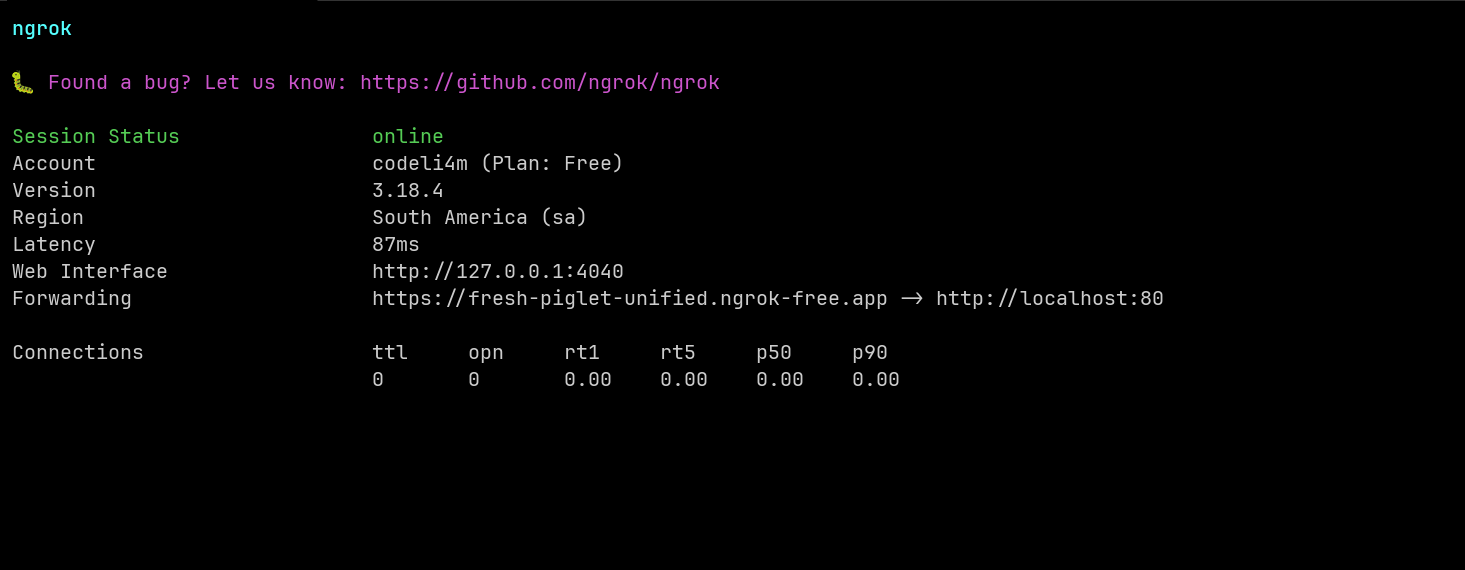 ngrok
🐛 Found a bug? Let us know: https://github.com/ngrok/ngrok
Session Status online
Account codeli4m (Plan: Free)
Version 3.18.4
Region South America (sa)
Latency 87ms
Web Interface http://127.0.0.1:4040
Forwarding https://fresh-piglet-unified.ngrok-free.app -> http://localhost:80
Connections ttl opn rt1 rt5 p50 p90
0 0 0.00 0.00 0.00 0.00